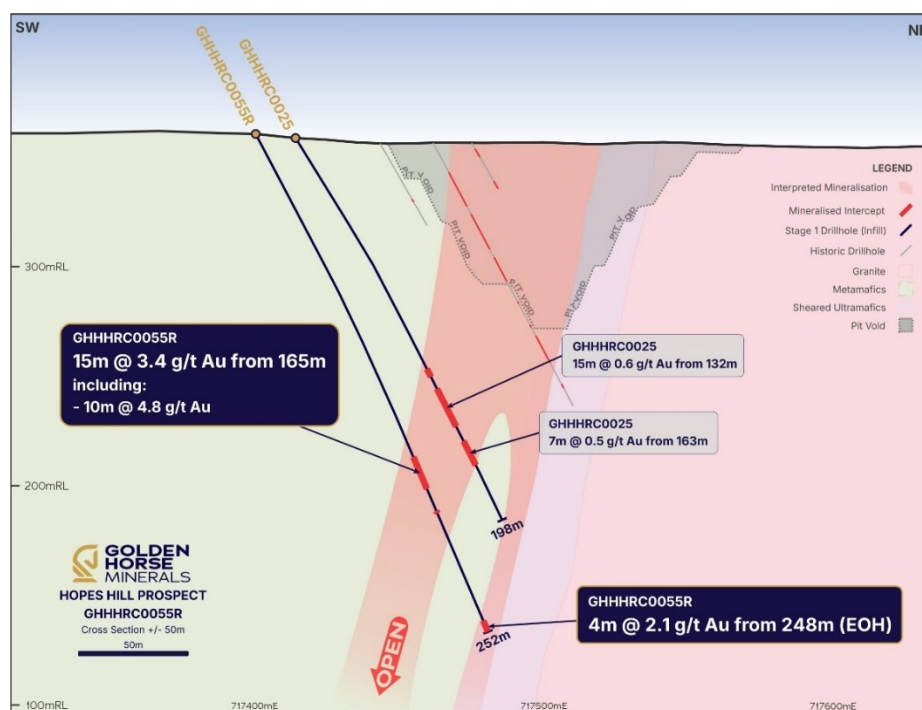 SW
NE
GHHHRC0055R
GHHHRC0025
PIT VOID
PIT VOID
PIT VOID
PIT VOID
PIT VOID
LEGEND
Interpreted Mineralisation
Mineralised Intercept
Stage 1 Drillhole (Infill)
Historic Drillhole
Granite
Metamafics
Sheared Ultramafics
Pit Void
300mRL
GHHHRC0055R
15m @ 3.4 g/t Au from 165m
including:
- 10m @ 4.8 g/t Au
GHHHRC0025
15m @ 0.6 g/t Au from 132m
GHHHRC0025
7m @ 0.5 g/t Au from 163m
200mRL
198m
GOLDEN
HORSE
MINERALS
HOPES HILL PROSPECT
GHHHRC0055R
Cross Section +/- 50m
50m
OPEN
252m
GHHHRC0055R
4m @ 2.1 g/t Au from 248m (EOH)
100mRL
717400mE
717500mE
717600mE